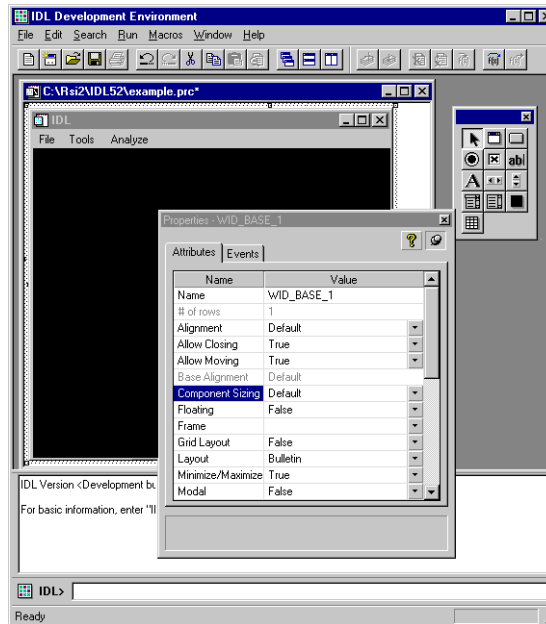 IDL Development Environment
File Edit Search Run Macros Window Help
C:\Rsi2\IDL52\example.prc*
IDL
File Tools Analyze
abl
A
Properties - WID_BASE_1
Attributes Events
Name Value
Name WID_BASE_1
# of rows 1
Alignment Default
Allow Closing True
Allow Moving True
Base Alignment Default
Component Sizing Default
Floating False
Frame
Grid Layout False
Layout Bulletin
Minimize/Maximize True
Modal False
IDL Version <Development bu
For basic information, enter "II
IDL>
Ready